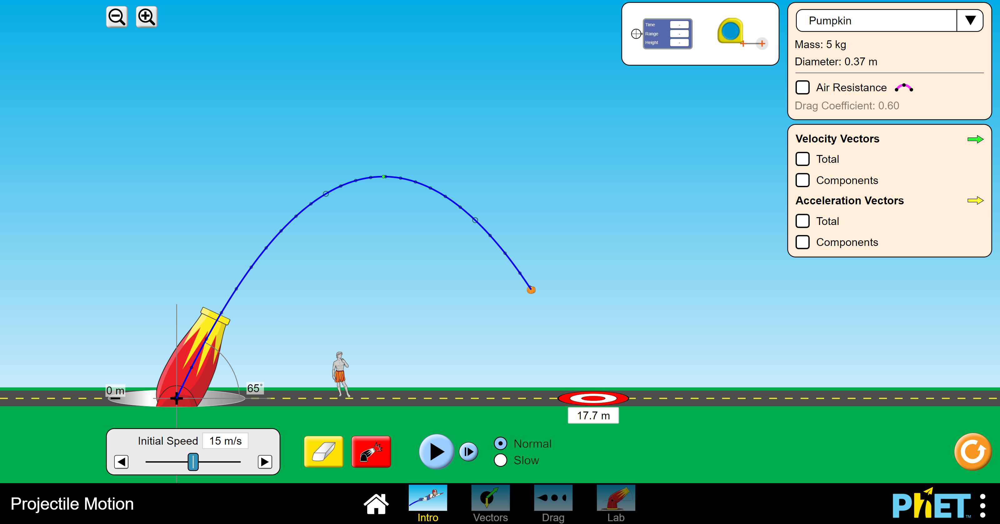 Time -
Range -
Height -
Pumpkin
Mass: 5 kg
Diameter: 0.37 m
Air Resistance
Drag Coefficient: 0.60
Velocity Vectors
Total
Components
Acceleration Vectors
Total
Components
0 m
65°
17.7 m
Initial Speed 15 m/s
Normal
Slow
Projectile Motion
Intro
Vectors
Drag
Lab
PhET™